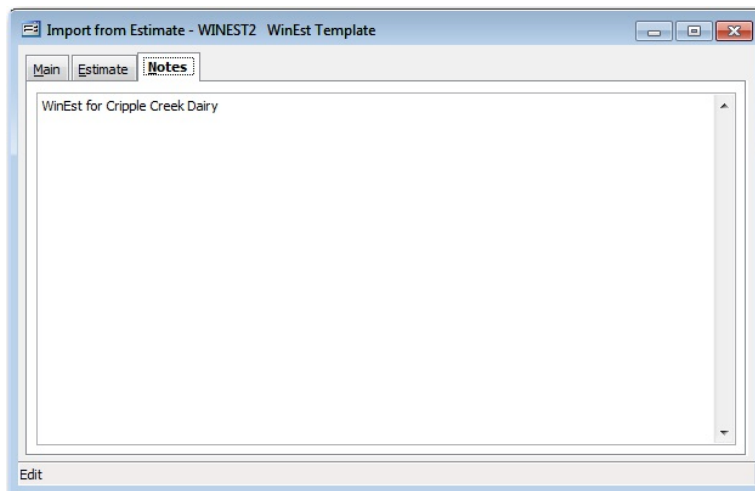 Import from Estimate - WINEST2 WinEst Template
Main Estimate Notes
WinEst for Cripple Creek Dairy
Edit